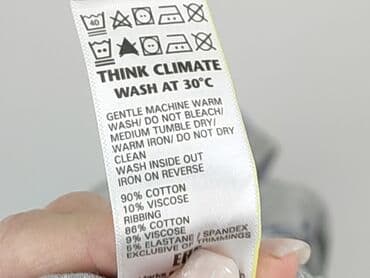 40
THINK CLIMATE
WASH AT 30°C
GENTLE MACHINE WARM
WASH/ DO NOT BLEACH/
MEDIUM TUMBLE DRY/
WARM IRON/ DO NOT DRY
CLEAN
WASH INSIDE OUT
IRON ON REVERSE
90% COTTON
10% VISCOSE
RIBBING
86% COTTON
9% VISCOSE
6% ELASTANE / SPANDEX
EXCLUSIVE OF TRIMMINGS